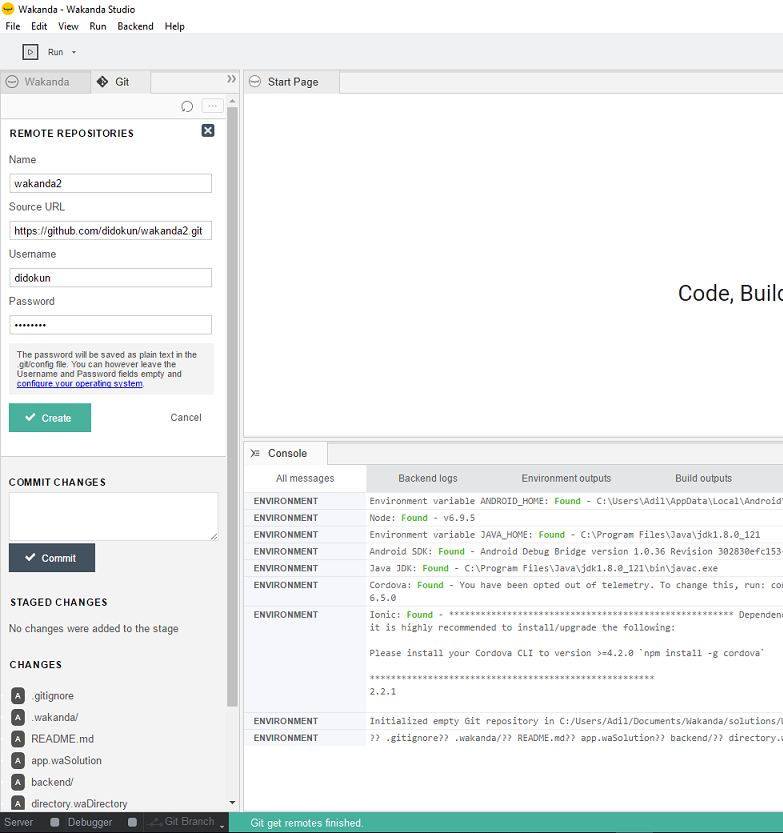 Wakanda - Wakanda Studio
File Edit View Run Backend Help
Run
Wakanda Git
REMOTE REPOSITORIES
Name
wakanda2
Source URL
https://github.com/didokun/wakanda2.git
Username
didokun
Password
••••••••
The password will be saved as plain text in the
.git/config file. You can however leave the
Username and Password fields empty and
configure your operating system.
Create Cancel
COMMIT CHANGES
Commit
STAGED CHANGES
No changes were added to the stage
CHANGES
A .gitignore
A .wakanda/
A README.md
A app.waSolution
A backend/
A directory.waDirectory
Start Page
Code, Build
Console
All messages Backend logs Environment outputs Build outputs
ENVIRONMENT Environment variable ANDROID_HOME: Found - C:\Users\Adil\AppData\Local\Android\
ENVIRONMENT Node: Found - v6.9.5
ENVIRONMENT Environment variable JAVA_HOME: Found - C:\Program Files\Java\jdk1.8.0_121
ENVIRONMENT Android SDK: Found - Android Debug Bridge version 1.0.36 Revision 302830efc153-
ENVIRONMENT Java JDK: Found - C:\Program Files\Java\jdk1.8.0_121\bin\javac.exe
ENVIRONMENT Cordova: Found - You have been opted out of telemetry. To change this, run: cor
6.5.0
ENVIRONMENT Ionic: Found - ****************************************************** Dependenc
it is highly recommended to install/upgrade the following:
Please install your Cordova CLI to version >=4.2.0 `npm install -g cordova`
******************************************************
2.2.1
ENVIRONMENT Initialized empty Git repository in C:/Users/Adil/Documents/Wakanda/solutions/U
ENVIRONMENT ?? .gitignore?? .wakanda/?? README.md?? app.waSolution?? backend/?? directory.wa
Server Debugger Git Branch Git get remotes finished.